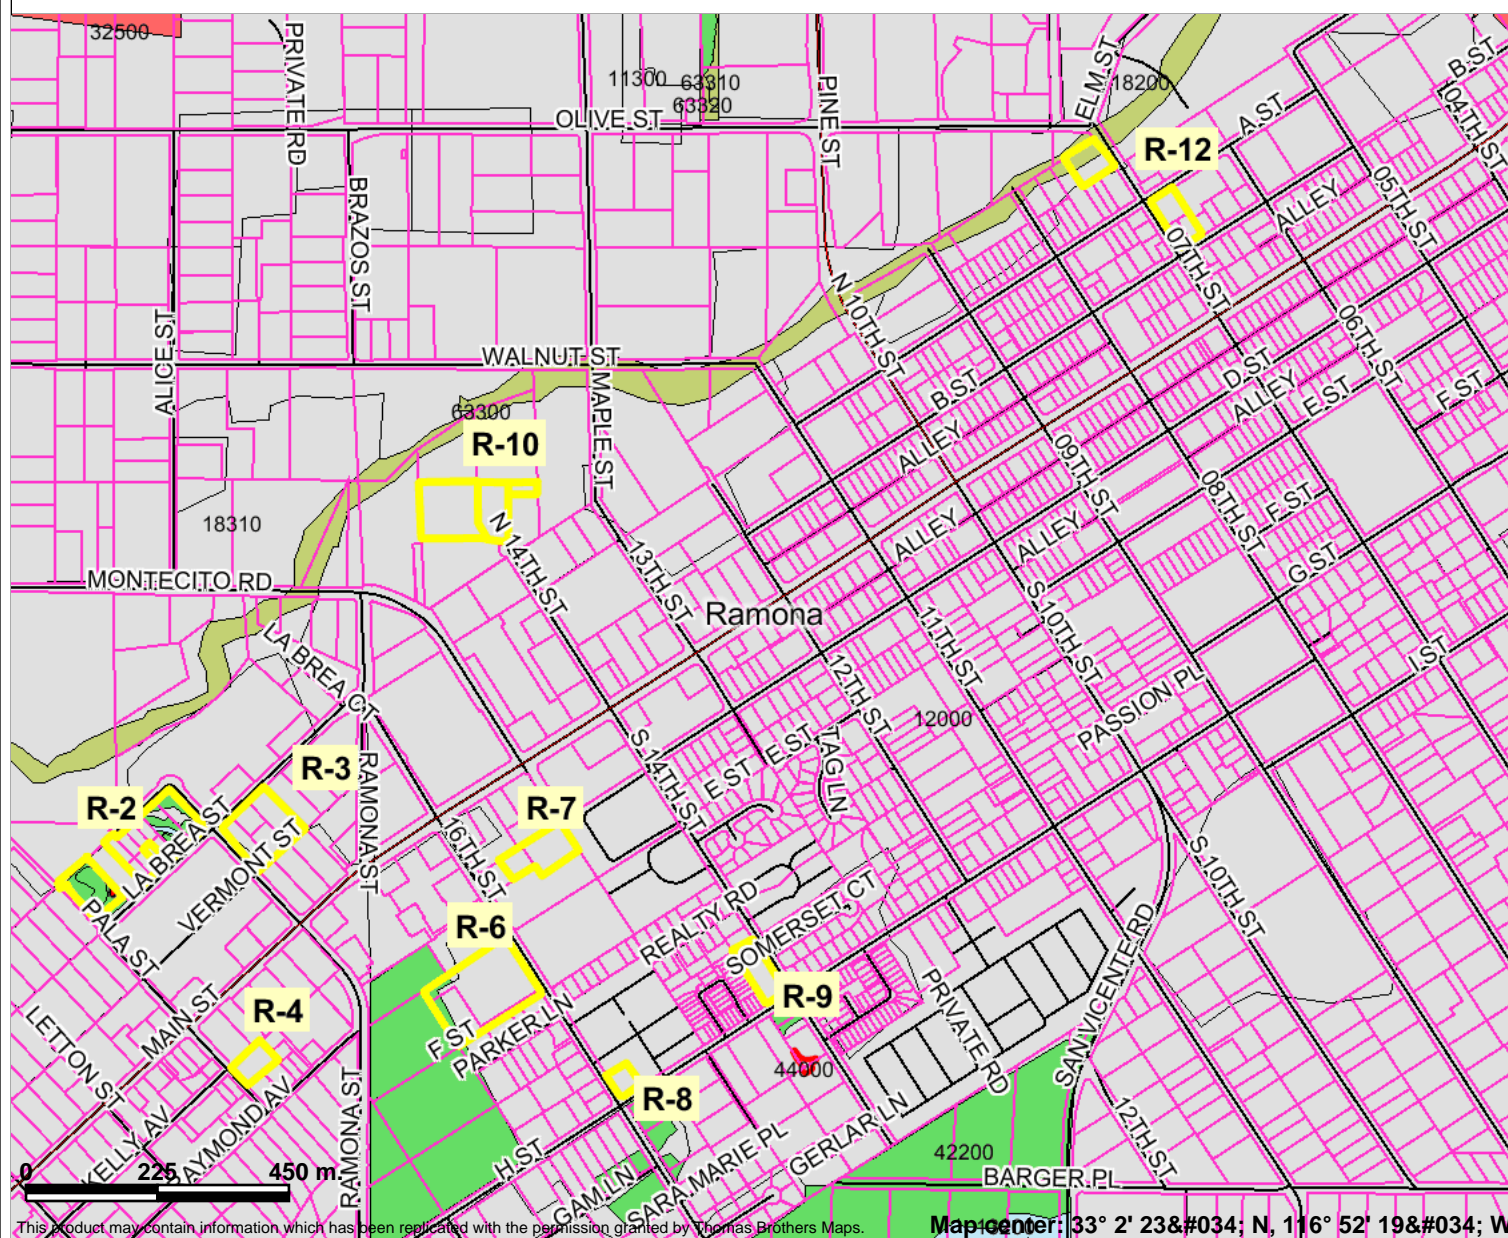 32500
PRIVATE RD
11300
63310
63320
PINE ST
ELM ST
18200
B ST
04TH ST
OLIVE ST
A ST
R-12
BRAZOS ST
05TH ST
ALLEY
07TH ST
N 10TH ST
ALICE ST
06TH ST
WALNUT ST
MAPLE ST
B ST
D ST
ALLEY
E ST
F ST
63300
R-10
ALLEY
09TH ST
08TH ST
18310
N 14TH ST
ALLEY
ALLEY
F ST
G ST
MONTECITO RD
13TH ST
Ramona
11TH ST
S 10TH ST
LA BREA CT
12TH ST
I ST
PASSION PL
12000
R-3
RAMONA ST
S 14TH ST
E ST
E ST
TAG LN
R-2
LA BREA ST
VERMONT ST
R-7
16TH ST
S 10TH ST
PALA ST
R-6
REALTY RD
SOMERSET CT
SAN VICENTE RD
R-9
PRIVATE RD
MAIN ST
R-4
LETTON ST
F ST
PARKER LN
44000
R-8
RAMONA ST
KELLY AV
RAYMOND AV
H ST
GAM LN
SARA MARIE PL
GERLAR LN
12TH ST
42200
BARGER PL
0 225 450 m.
This product may contain information which has been replicated with the permission granted by Thomas Brothers Maps.
Map center: 33° 2' 23&#034; N, 116° 52' 19&#034; W